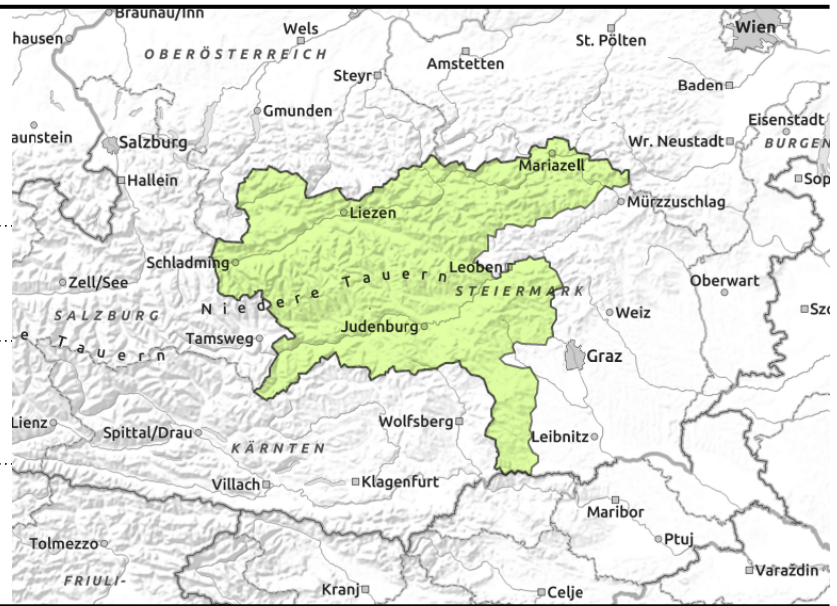 Braunau/Inn
hausen
Wels
Wien
OBERÖSTERREICH
St. Pölten
Amstetten
Steyr
Baden
Gmunden
Eisenstadt
aunstein
Salzburg
Wr. Neustadt
BURGEN
Mariazell
Hallein
Sop
Mürzzuschlag
Liezen
Schladming
Leoben
Zell/See
Niedere Tauern
STEIERMARK
Oberwart
SALZBURG
Weiz
Szo
Judenburg
e Tauern
Tamsweg
Graz
Lienz
Wolfsberg
Spittal/Drau
Leibnitz
KÄRNTEN
Villach
Klagenfurt
Maribor
Tolmezzo
Ptuj
Varaždin
FRIULI-
Kranj
Celje